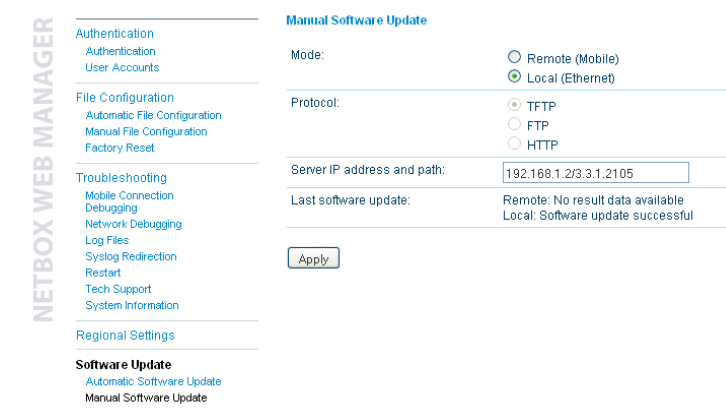 NETBOX WEB MANAGER
Authentication
Authentication
User Accounts
File Configuration
Automatic File Configuration
Manual File Configuration
Factory Reset
Troubleshooting
Mobile Connection
Debugging
Network Debugging
Log Files
Syslog Redirection
Restart
Tech Support
System Information
Regional Settings
Software Update
Automatic Software Update
Manual Software Update
Manual Software Update
Mode:
Remote (Mobile)
Local (Ethernet)
Protocol:
TFTP
FTP
HTTP
Server IP address and path:
192.168.1.2/3.3.1.2105
Last software update:
Remote: No result data available
Local: Software update successful
Apply